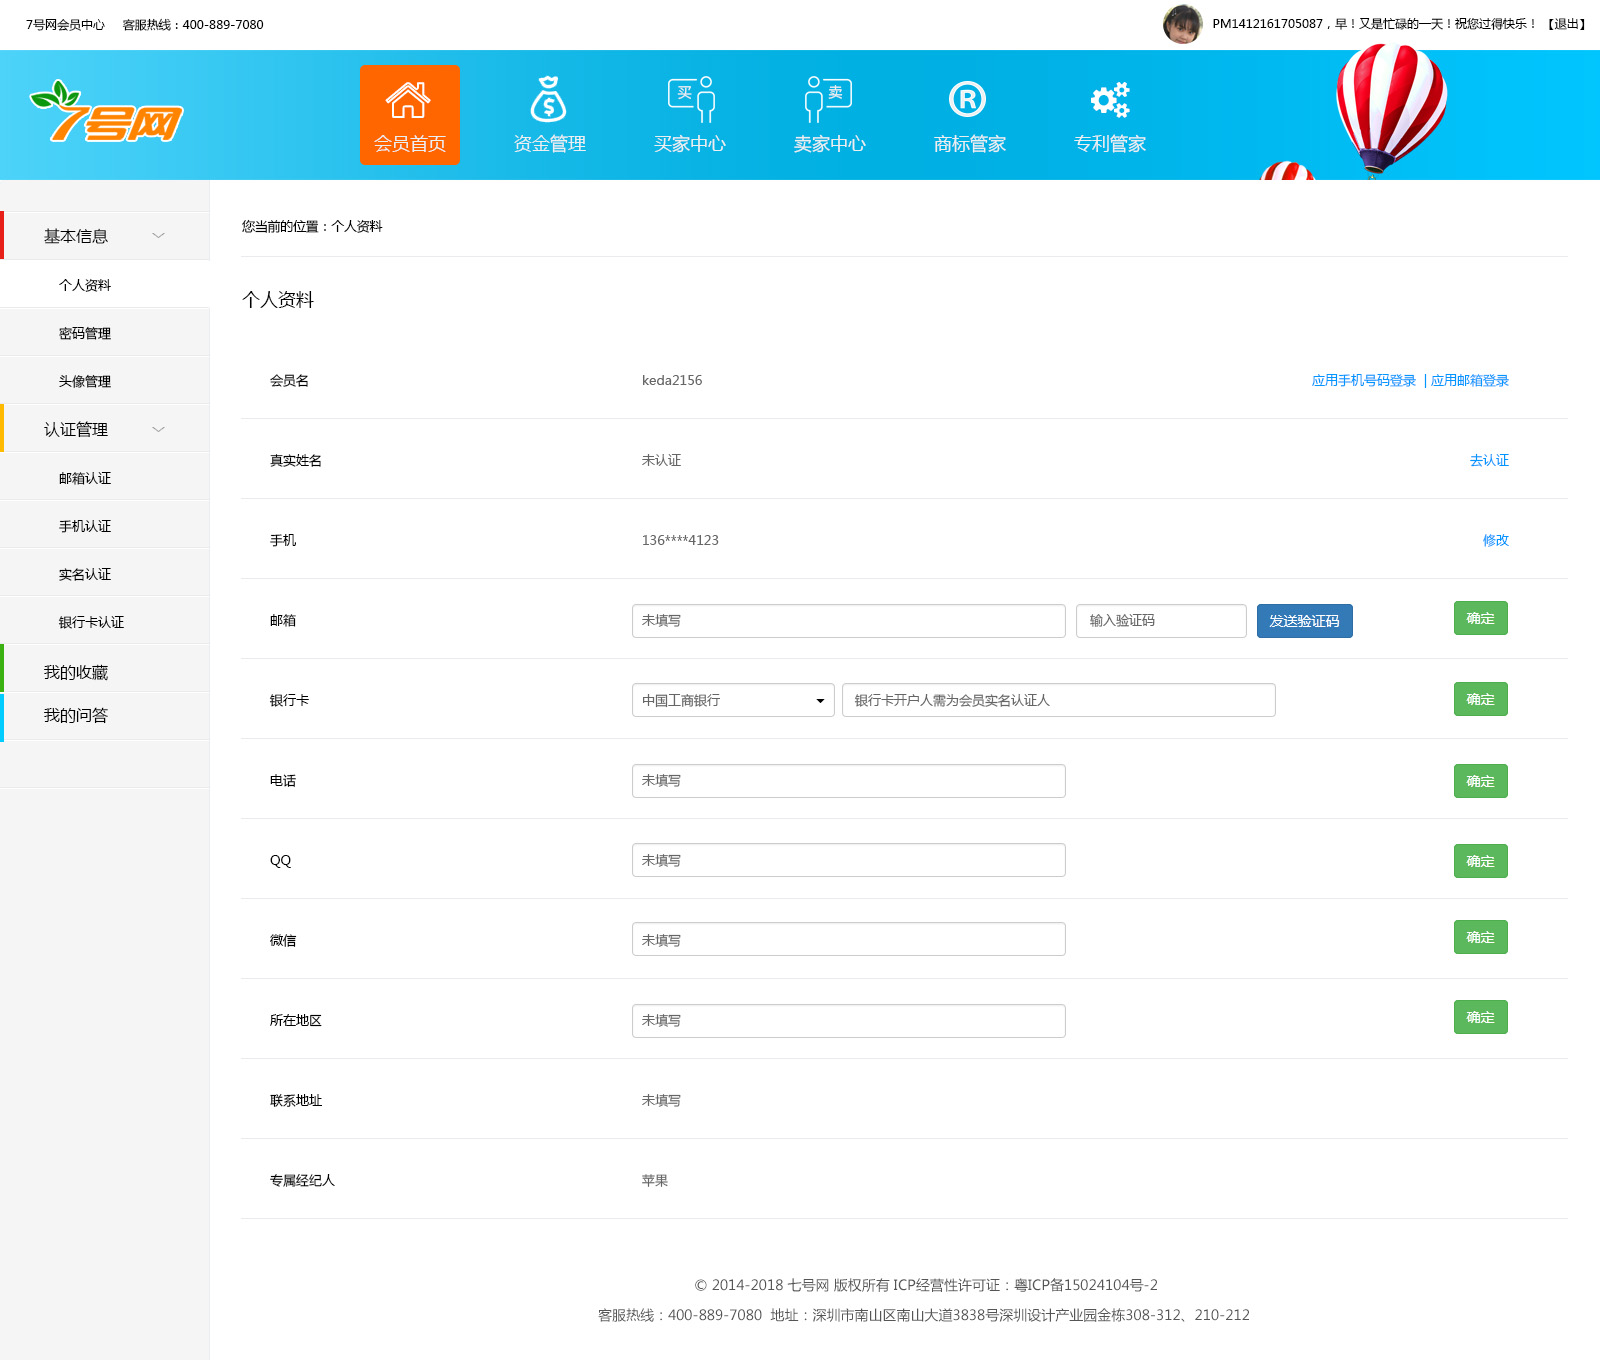 7号网会员中心 客服热线：400-889-7080
PM1412161705087，早！又是忙碌的一天！祝您过得快乐！【退出】
7号网
买
卖
R
会员首页 资金管理 买家中心 卖家中心 商标管家 专利管家
您当前的位置：个人资料
基本信息
个人资料
密码管理
头像管理
认证管理
邮箱认证
手机认证
实名认证
银行卡认证
我的收藏
我的问答
个人资料
会员名 keda2156 应用手机号码登录 | 应用邮箱登录
真实姓名 未认证 去认证
手机 136****4123 修改
邮箱 未填写 输入验证码 发送验证码 确定
银行卡 中国工商银行 银行卡开户人需为会员实名认证人 确定
电话 未填写 确定
QQ 未填写 确定
微信 未填写 确定
所在地区 未填写 确定
联系地址 未填写
专属经纪人 苹果
© 2014-2018 七号网 版权所有 ICP经营性许可证：粤ICP备15024104号-2
客服热线：400-889-7080 地址：深圳市南山区南山大道3838号深圳设计产业园金栋308-312、210-212